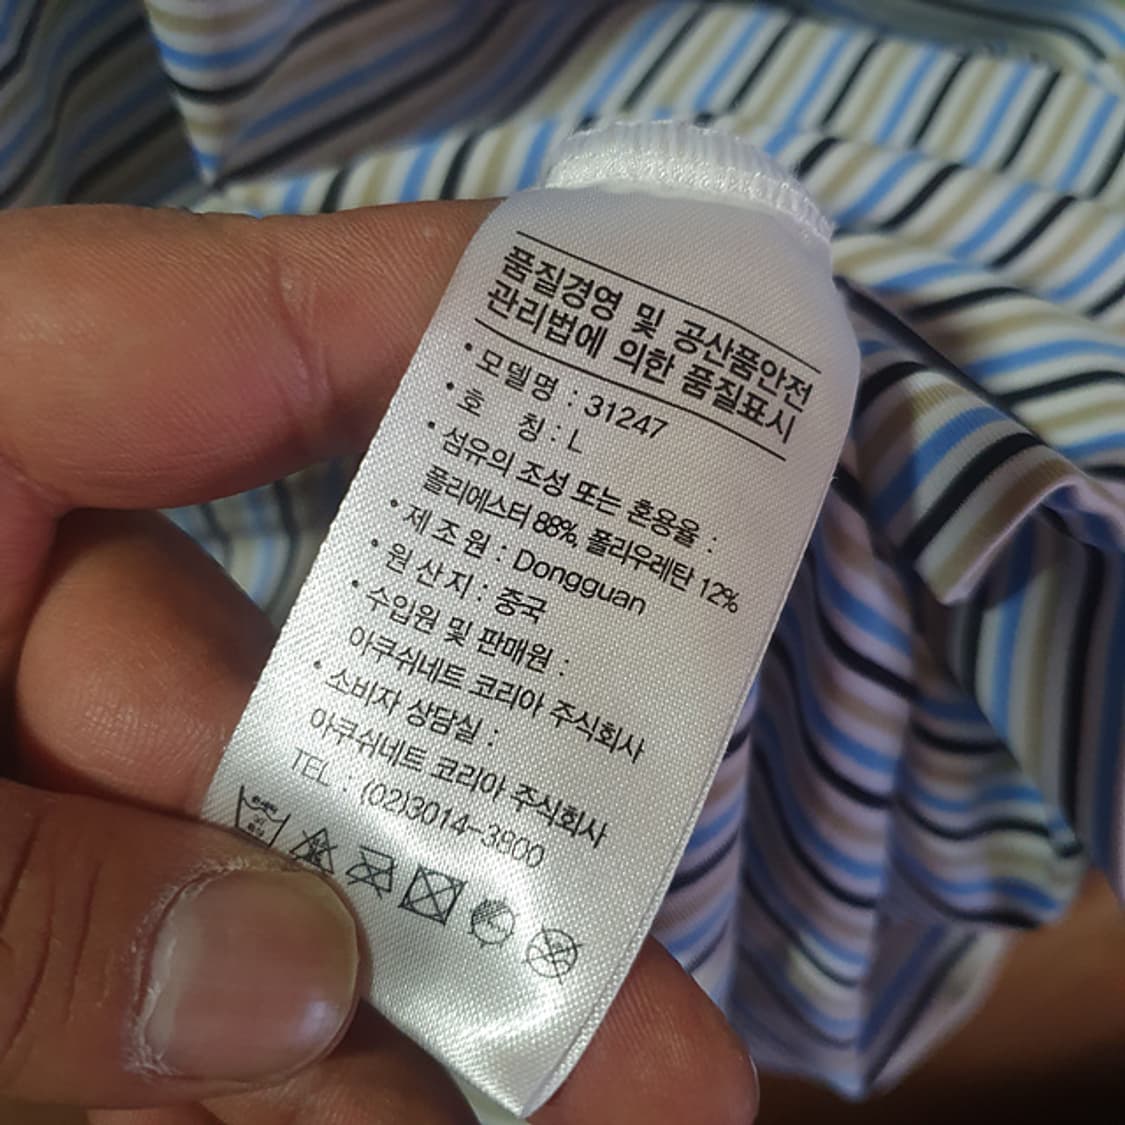 품질경영 및 공산품안전
관리법에 의한 품질표시
• 모델명 : 31247
• 호 칭 : L
• 섬유의 조성 또는 혼용율 :
폴리에스터 88%, 폴리우레탄 12%
• 제 조 원 : Dongguan
• 원 산 지 : 중국
• 수입원 및 판매원 :
아쿠쉬네트 코리아 주식회사
• 소비자 상담실 :
아쿠쉬네트 코리아 주식회사
TEL : (02)3014-3800